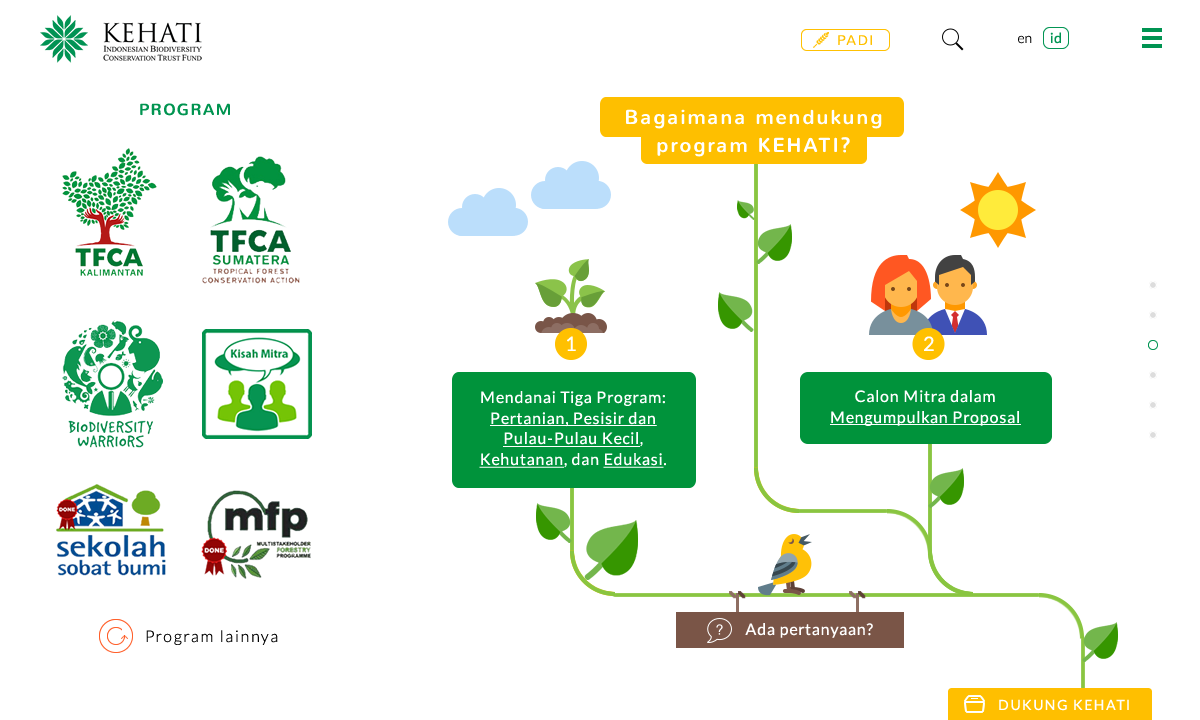 KEHATI
INDONESIAN BIODIVERSITY
CONSERVATION TRUST FUND
PADI
en
id
PROGRAM
TFCA
KALIMANTAN
TFCA
SUMATERA
TROPICAL FOREST
CONSERVATION ACTION
BIODIVERSITY
WARRIORS
Kisah Mitra
DONE
sekolah
sobat bumi
mfp
MULTISTAKEHOLDER
FORESTRY
PROGRAMME
DONE
Program lainnya
Bagaimana mendukung
program KEHATI?
1
Mendanai Tiga Program:
Pertanian, Pesisir dan
Pulau-Pulau Kecil,
Kehutanan, dan Edukasi.
2
Calon Mitra dalam
Mengumpulkan Proposal
? Ada pertanyaan?
DUKUNG KEHATI